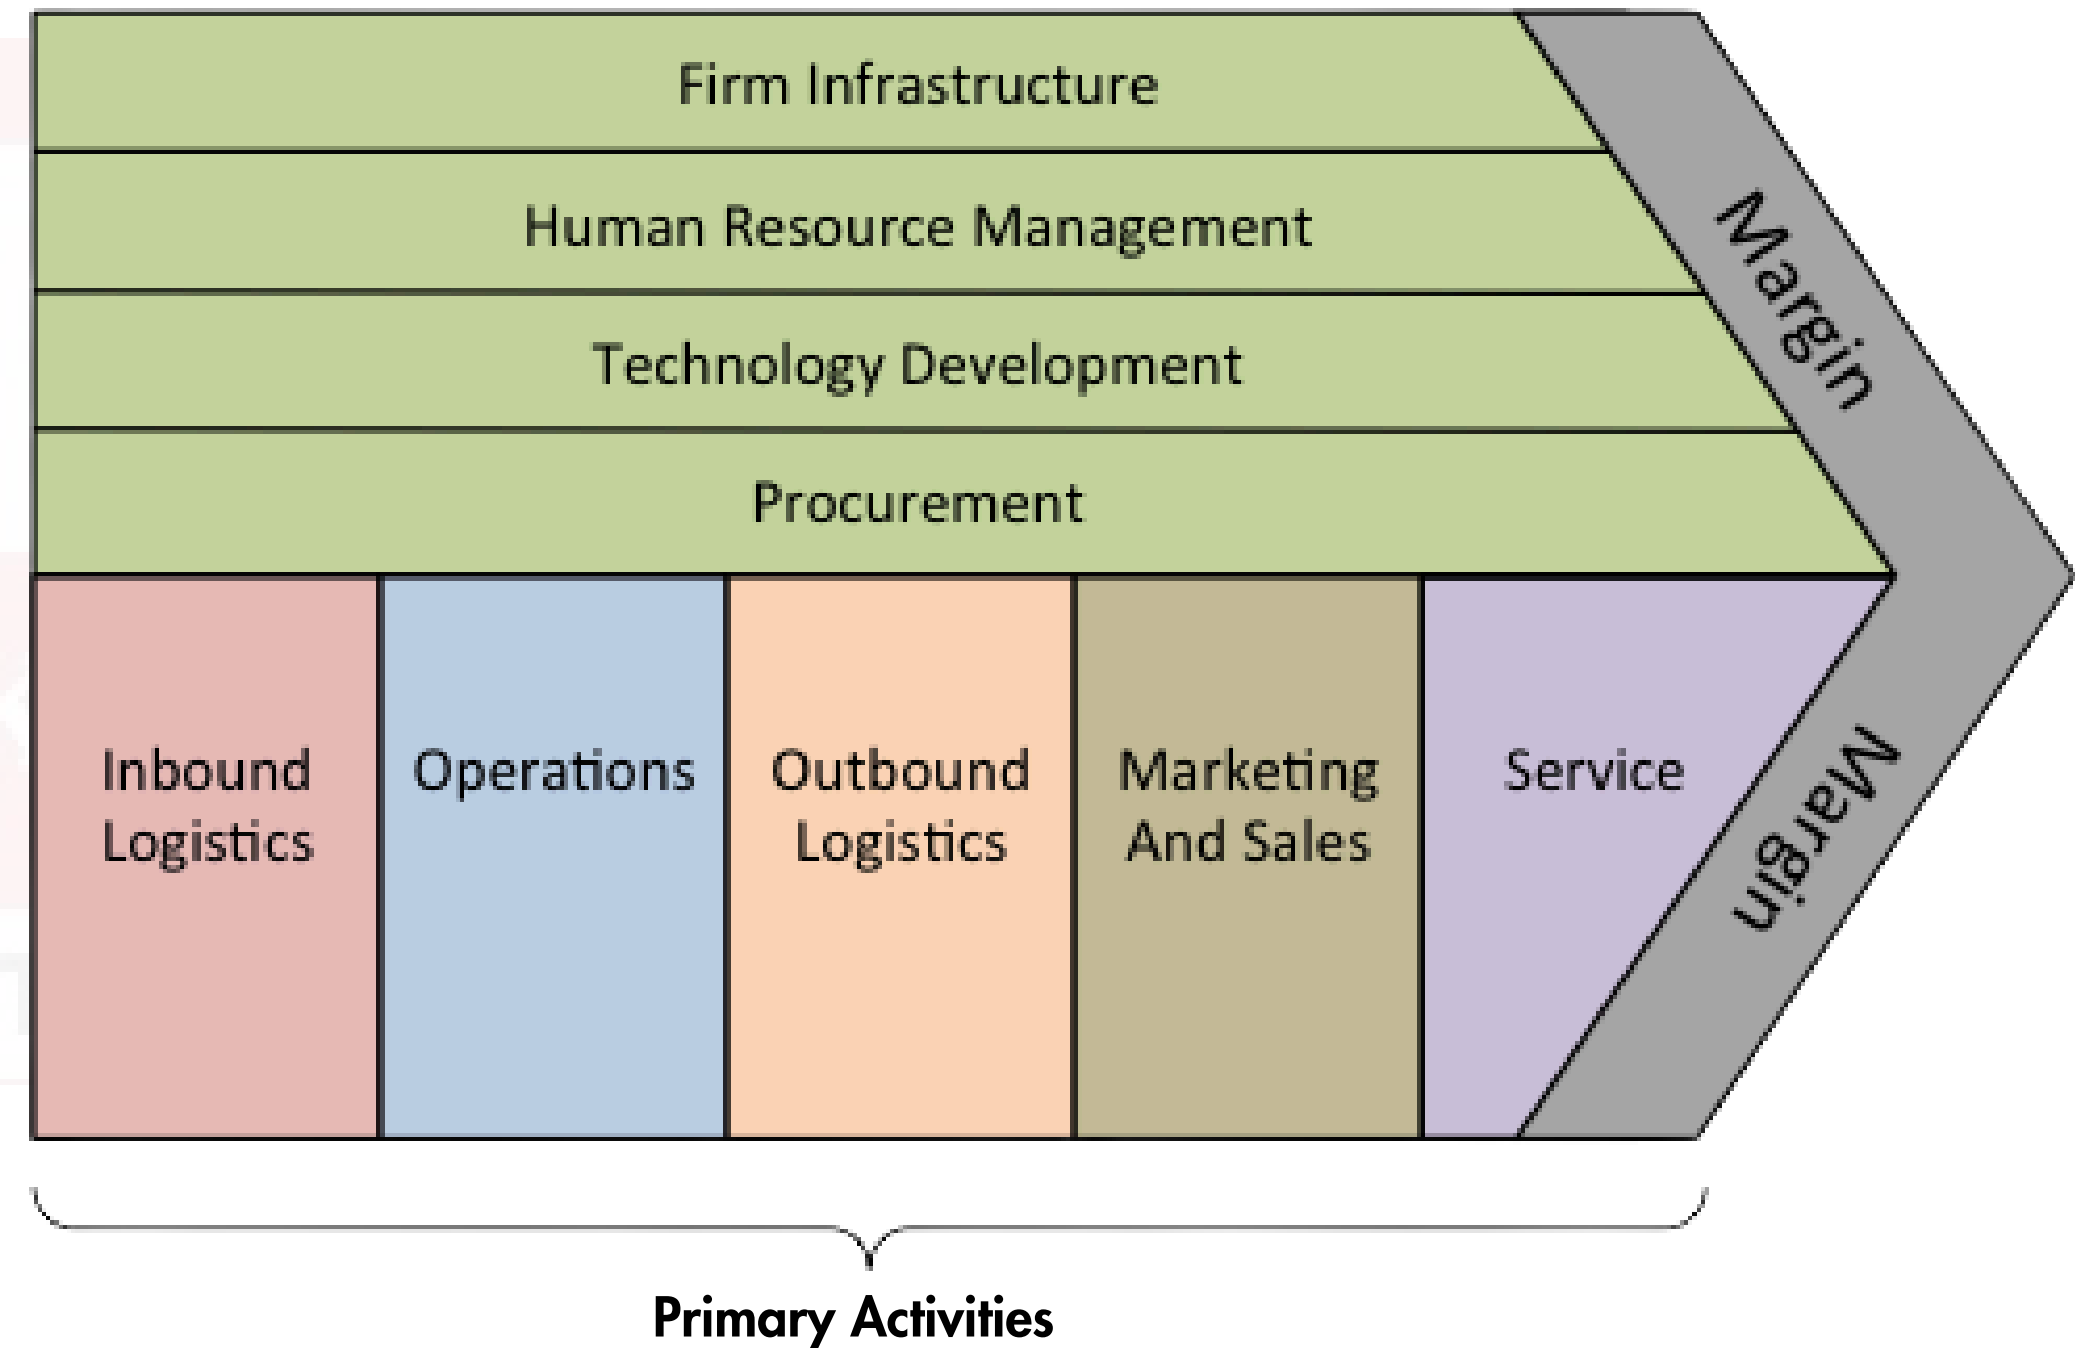 Firm Infrastructure
Human Resource Management
Technology Development
Procurement
Margin
Inbound
Logistics
Operations
Outbound
Logistics
Marketing
And Sales
Service
Margin
Primary Activities